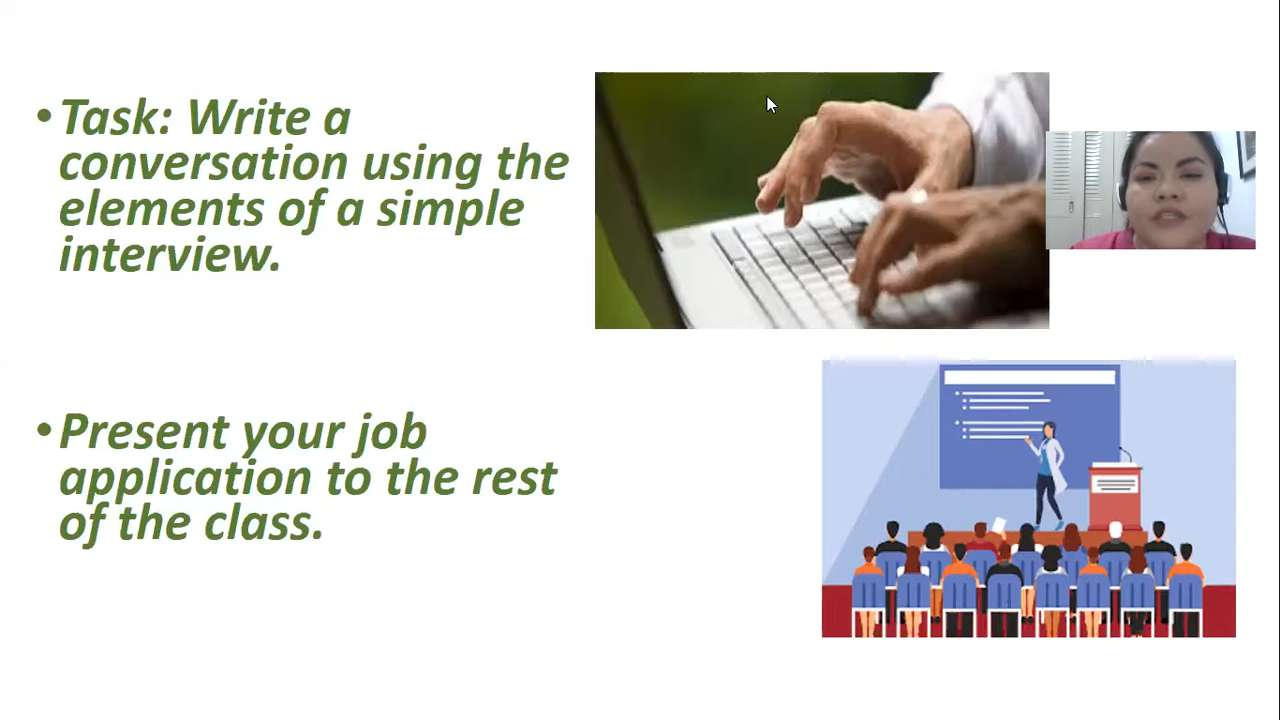 •Task: Write a
conversation using the
elements of a simple
interview.
•Present your job
application to the rest
of the class.